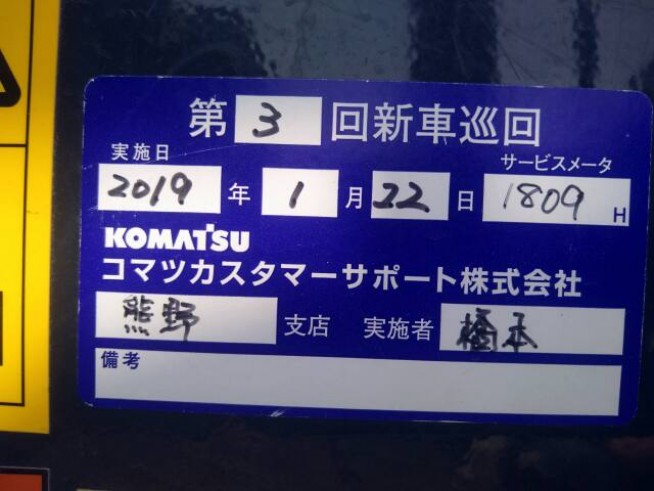 第 3 回新車巡回
実施日 サービスメータ
2019 年 1 月 22 日 1809 H
KOMATSU
コマツカスタマーサポート株式会社
熊野 支店 実施者 橋本
備考